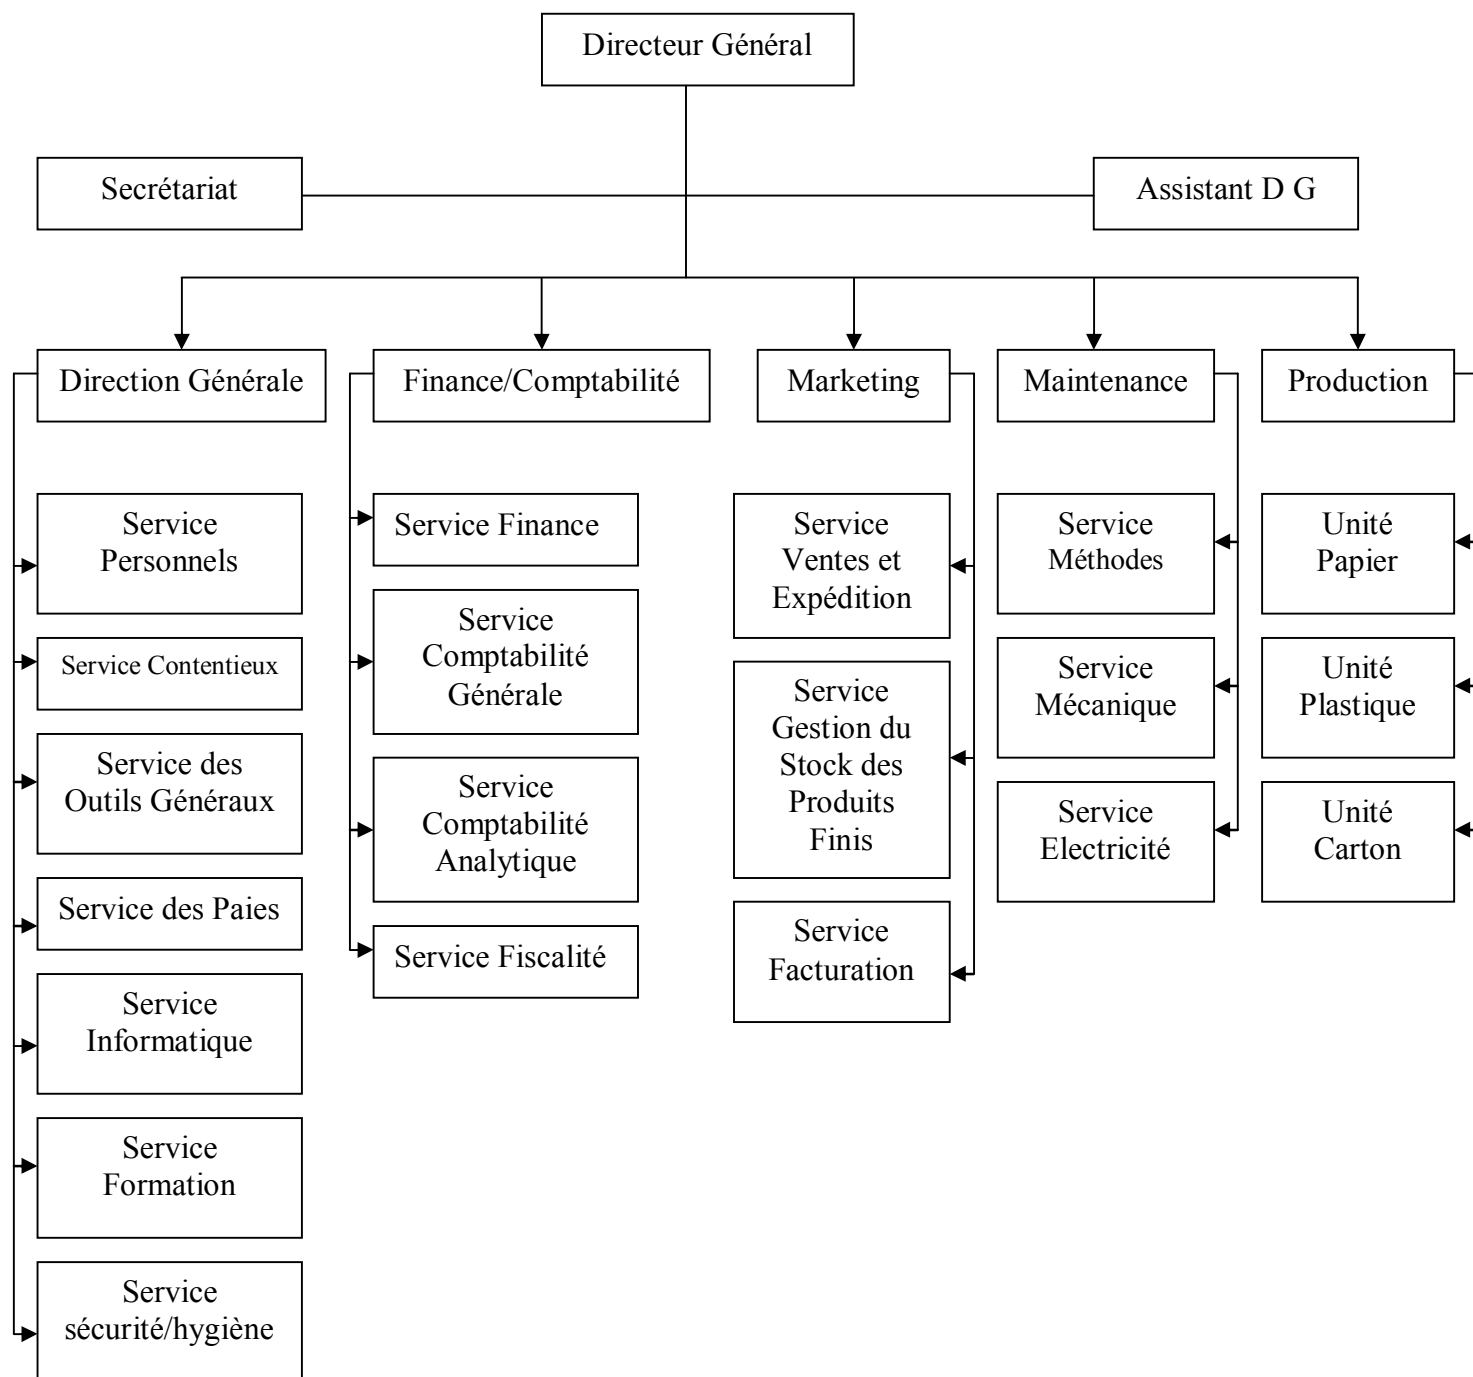 Directeur Général
Secrétariat
Assistant D G
Direction Générale
Finance/Comptabilité
Marketing
Maintenance
Production
Service
Personnels
Service Contentieux
Service des
Outils Généraux
Service des Paies
Service
Informatique
Service
Formation
Service
sécurité/hygiène
Service Finance
Service
Comptabilité
Générale
Service
Comptabilité
Analytique
Service Fiscalité
Service
Ventes et
Expédition
Service
Gestion du
Stock des
Produits
Finis
Service
Facturation
Service
Méthodes
Service
Mécanique
Service
Electricité
Unité
Papier
Unité
Plastique
Unité
Carton